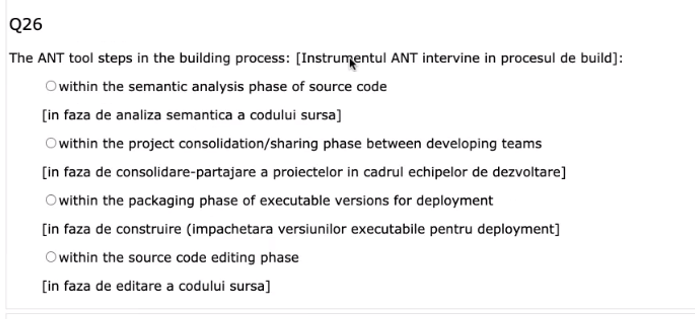 Q26
The ANT tool steps in the building process: [Instrumentul ANT intervine in procesul de build]:
within the semantic analysis phase of source code
[in faza de analiza semantica a codului sursa]
within the project consolidation/sharing phase between developing teams
[in faza de consolidare-partajare a proiectelor in cadrul echipelor de dezvoltare]
within the packaging phase of executable versions for deployment
[in faza de construire (impachetara versiunilor executabile pentru deployment]
within the source code editing phase
[in faza de editare a codului sursa]